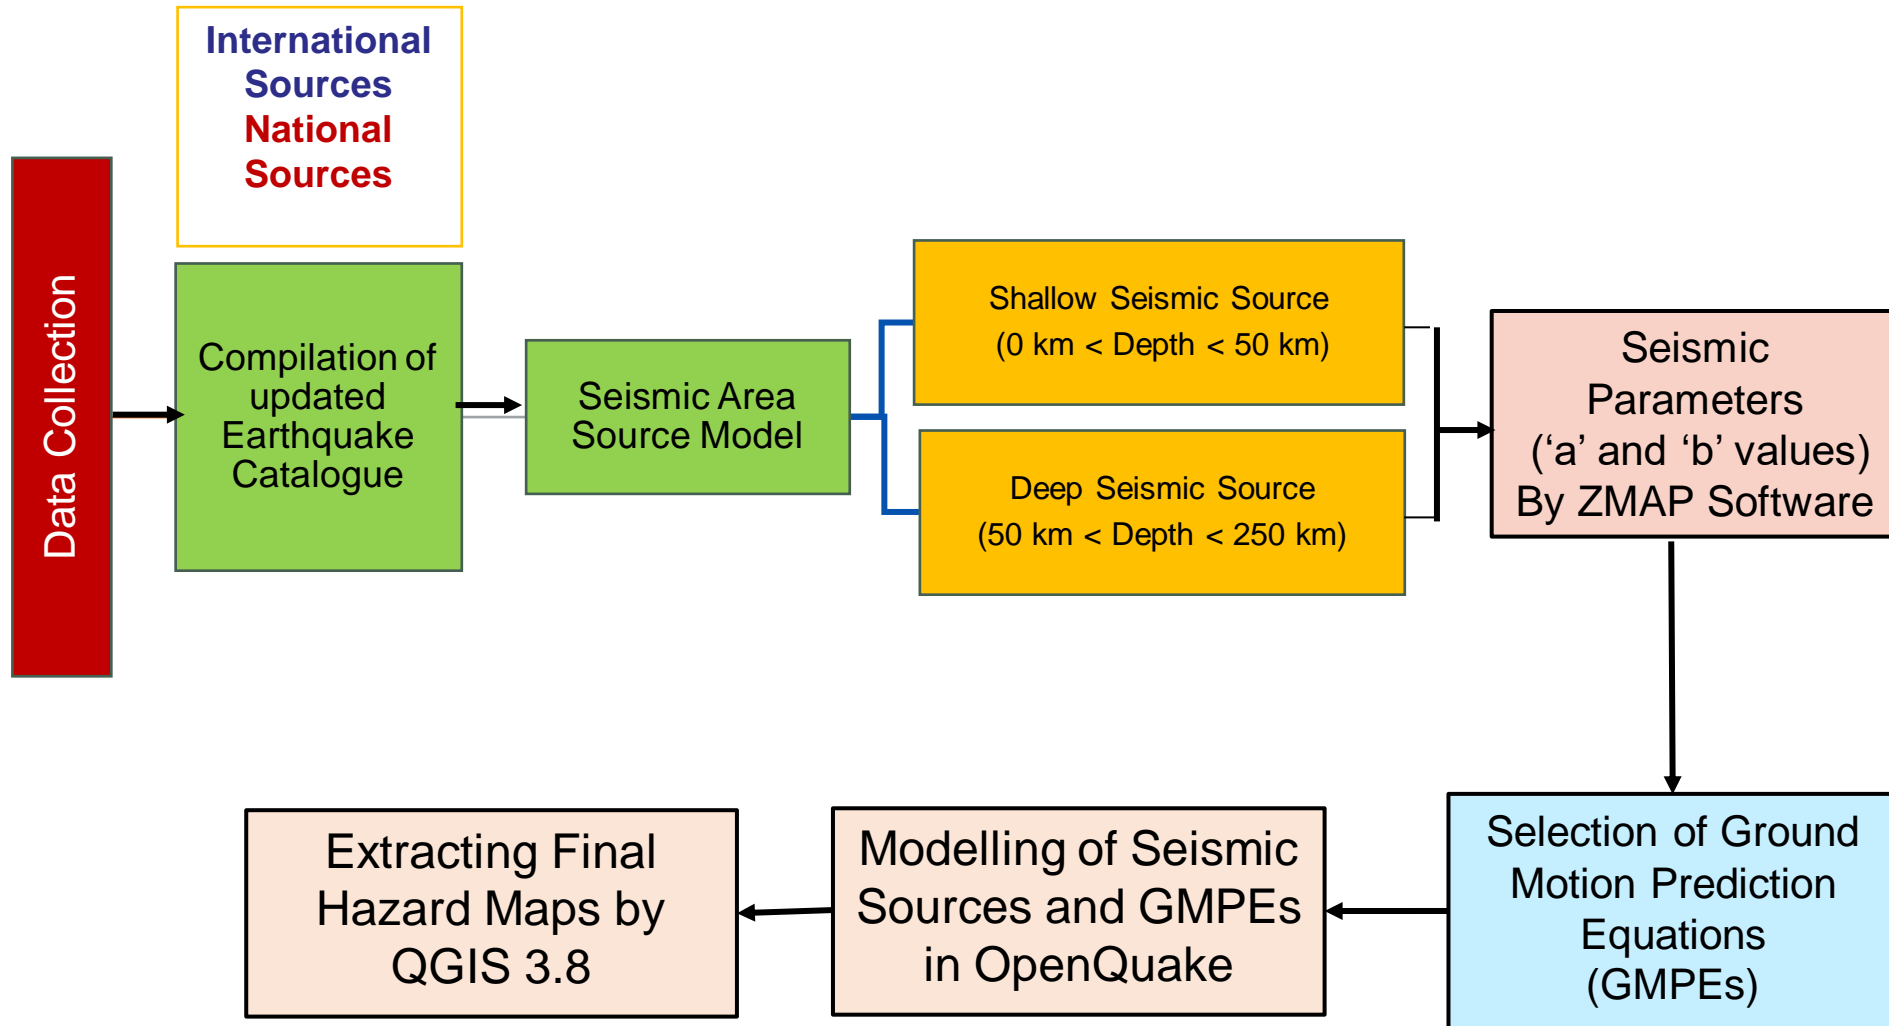 International
Sources
National
Sources
Data Collection
Compilation of
updated
Earthquake
Catalogue
Seismic Area
Source Model
Shallow Seismic Source
(0 km < Depth < 50 km)
Deep Seismic Source
(50 km < Depth < 250 km)
Seismic
Parameters
(‘a’ and ‘b’ values)
By ZMAP Software
Selection of Ground
Motion Prediction
Equations
(GMPEs)
Modelling of Seismic
Sources and GMPEs
in OpenQuake
Extracting Final
Hazard Maps by
QGIS 3.8